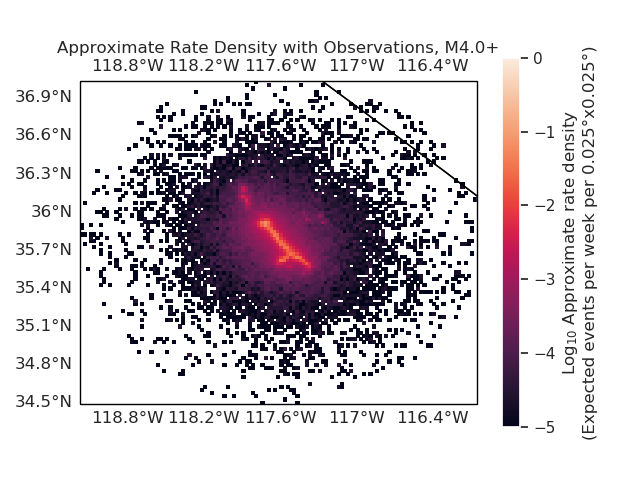 Approximate Rate Density with Observations, M4.0+
118.8°W 118.2°W 117.6°W 117°W 116.4°W
36.9°N
36.6°N
36.3°N
36°N
35.7°N
35.4°N
35.1°N
34.8°N
34.5°N
118.8°W 118.2°W 117.6°W 117°W 116.4°W
0
−1
−2
−3
−4
−5
Log10 Approximate rate density
(Expected events per week per 0.025°x0.025°)